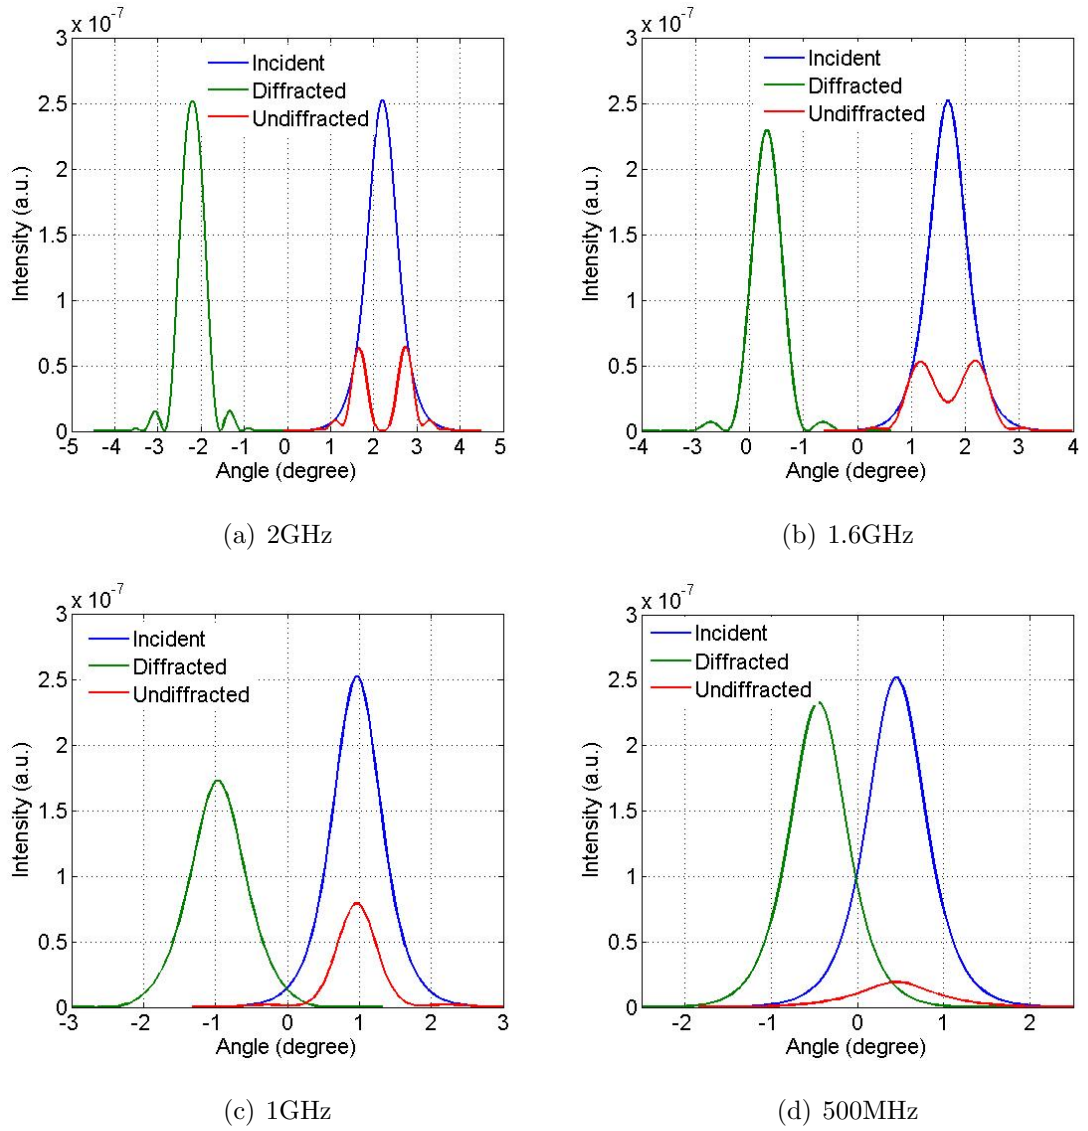 x 10-7
3
2.5
2
1.5
1
0.5
0
Intensity (a.u.)
Incident
Diffracted
Undiffracted
-5 -4 -3 -2 -1 0 1 2 3 4 5
Angle (degree)
(a) 2GHz
x 10-7
3
2.5
2
1.5
1
0.5
0
Intensity (a.u.)
Incident
Diffracted
Undiffracted
-4 -3 -2 -1 0 1 2 3 4
Angle (degree)
(b) 1.6GHz
x 10-7
3
2.5
2
1.5
1
0.5
0
Intensity (a.u.)
Incident
Diffracted
Undiffracted
-3 -2 -1 0 1 2 3
Angle (degree)
(c) 1GHz
x 10-7
3
2.5
2
1.5
1
0.5
0
Intensity (a.u.)
Incident
Diffracted
Undiffracted
-2 -1 0 1 2
Angle (degree)
(d) 500MHz